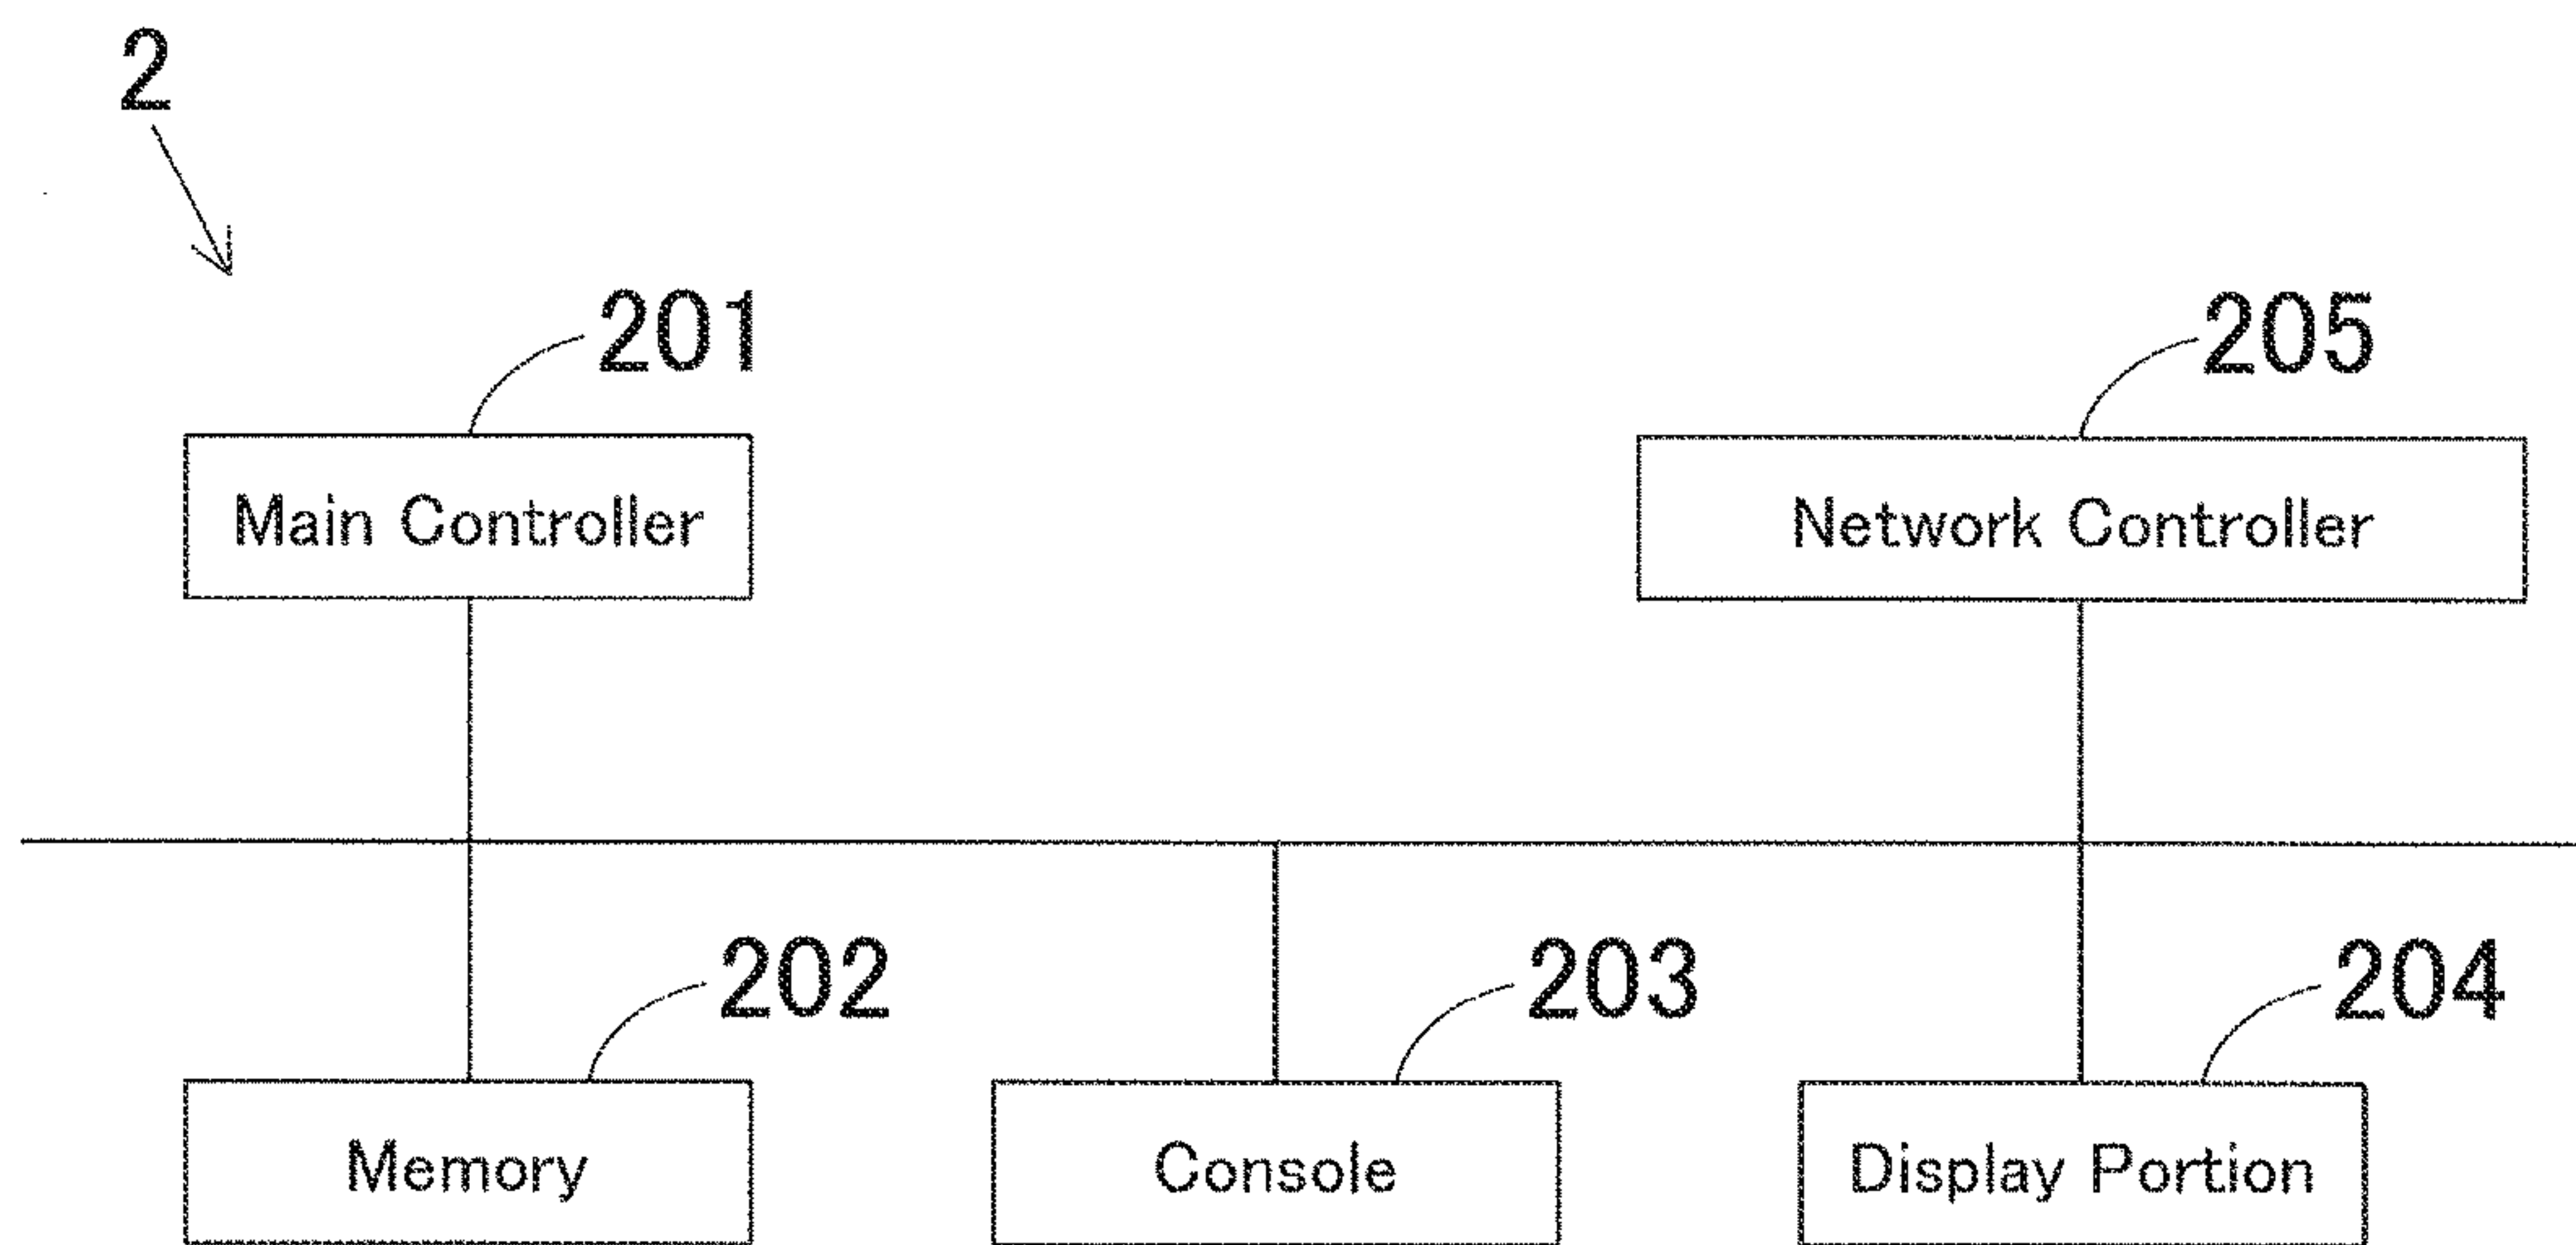 2
201
205
Main Controller
Network Controller
202
203
204
Memory
Console
Display Portion